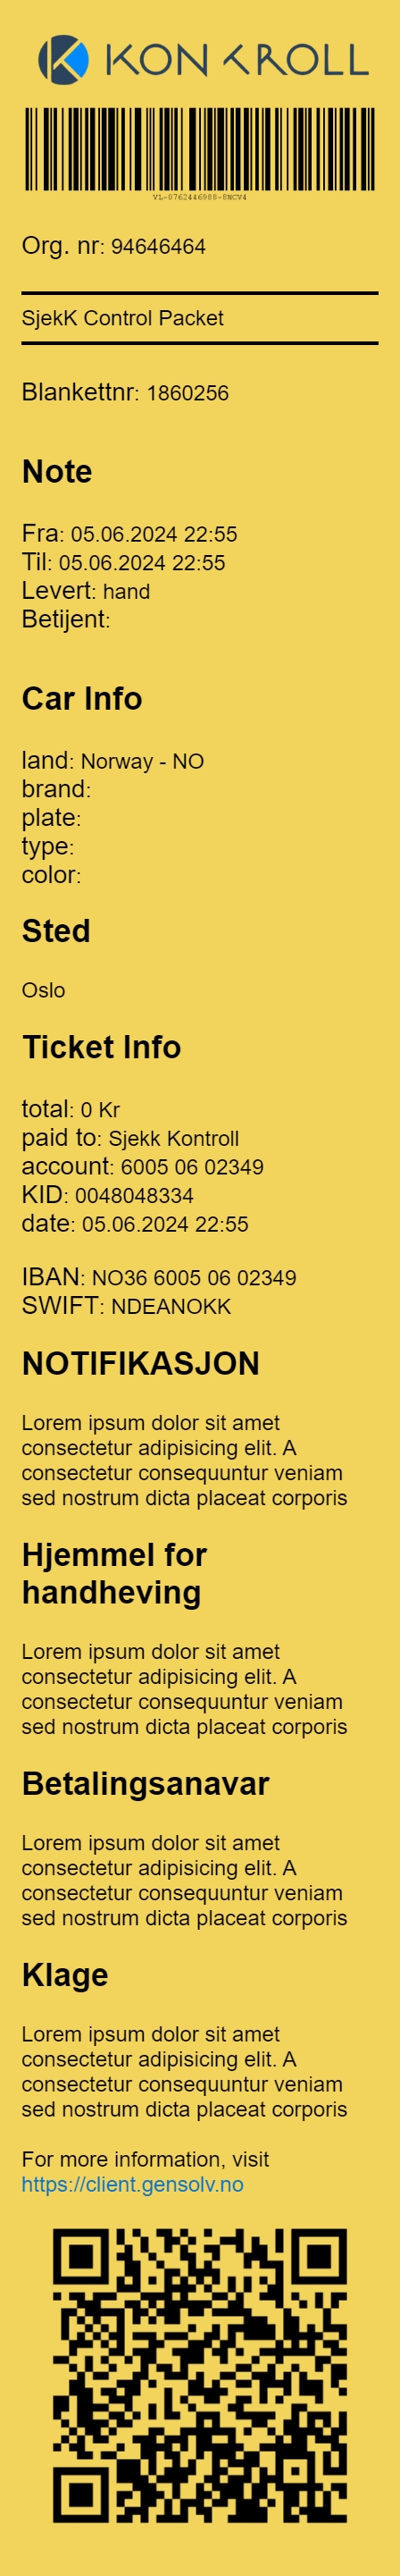 KONTROLL
VL-0762446988-8NCV4
Org. nr: 94646464
SjekK Control Packet
Blankettnr: 1860256
Note
Fra: 05.06.2024 22:55
Til: 05.06.2024 22:55
Levert: hand
Betijent:
Car Info
land: Norway - NO
brand:
plate:
type:
color:
Sted
Oslo
Ticket Info
total: 0 Kr
paid to: Sjekk Kontroll
account: 6005 06 02349
KID: 0048048334
date: 05.06.2024 22:55
IBAN: NO36 6005 06 02349
SWIFT: NDEANOKK
NOTIFIKASJON
Lorem ipsum dolor sit amet
consectetur adipisicing elit. A
consectetur consequuntur veniam
sed nostrum dicta placeat corporis
Hjemmel for
handheving
Lorem ipsum dolor sit amet
consectetur adipisicing elit. A
consectetur consequuntur veniam
sed nostrum dicta placeat corporis
Betalingsanavar
Lorem ipsum dolor sit amet
consectetur adipisicing elit. A
consectetur consequuntur veniam
sed nostrum dicta placeat corporis
Klage
Lorem ipsum dolor sit amet
consectetur adipisicing elit. A
consectetur consequuntur veniam
sed nostrum dicta placeat corporis
For more information, visit
https://client.gensolv.no